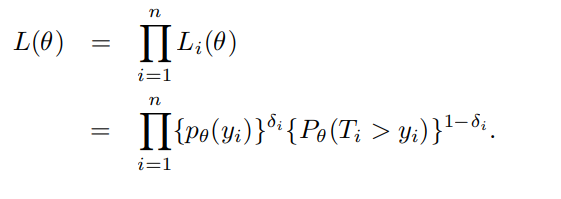 L(θ) = ∏_{i=1}^{n} L_i(θ)
= ∏_{i=1}^{n} {p_θ(y_i)}^{δ_i} {P_θ(T_i > y_i)}^{1−δ_i}.